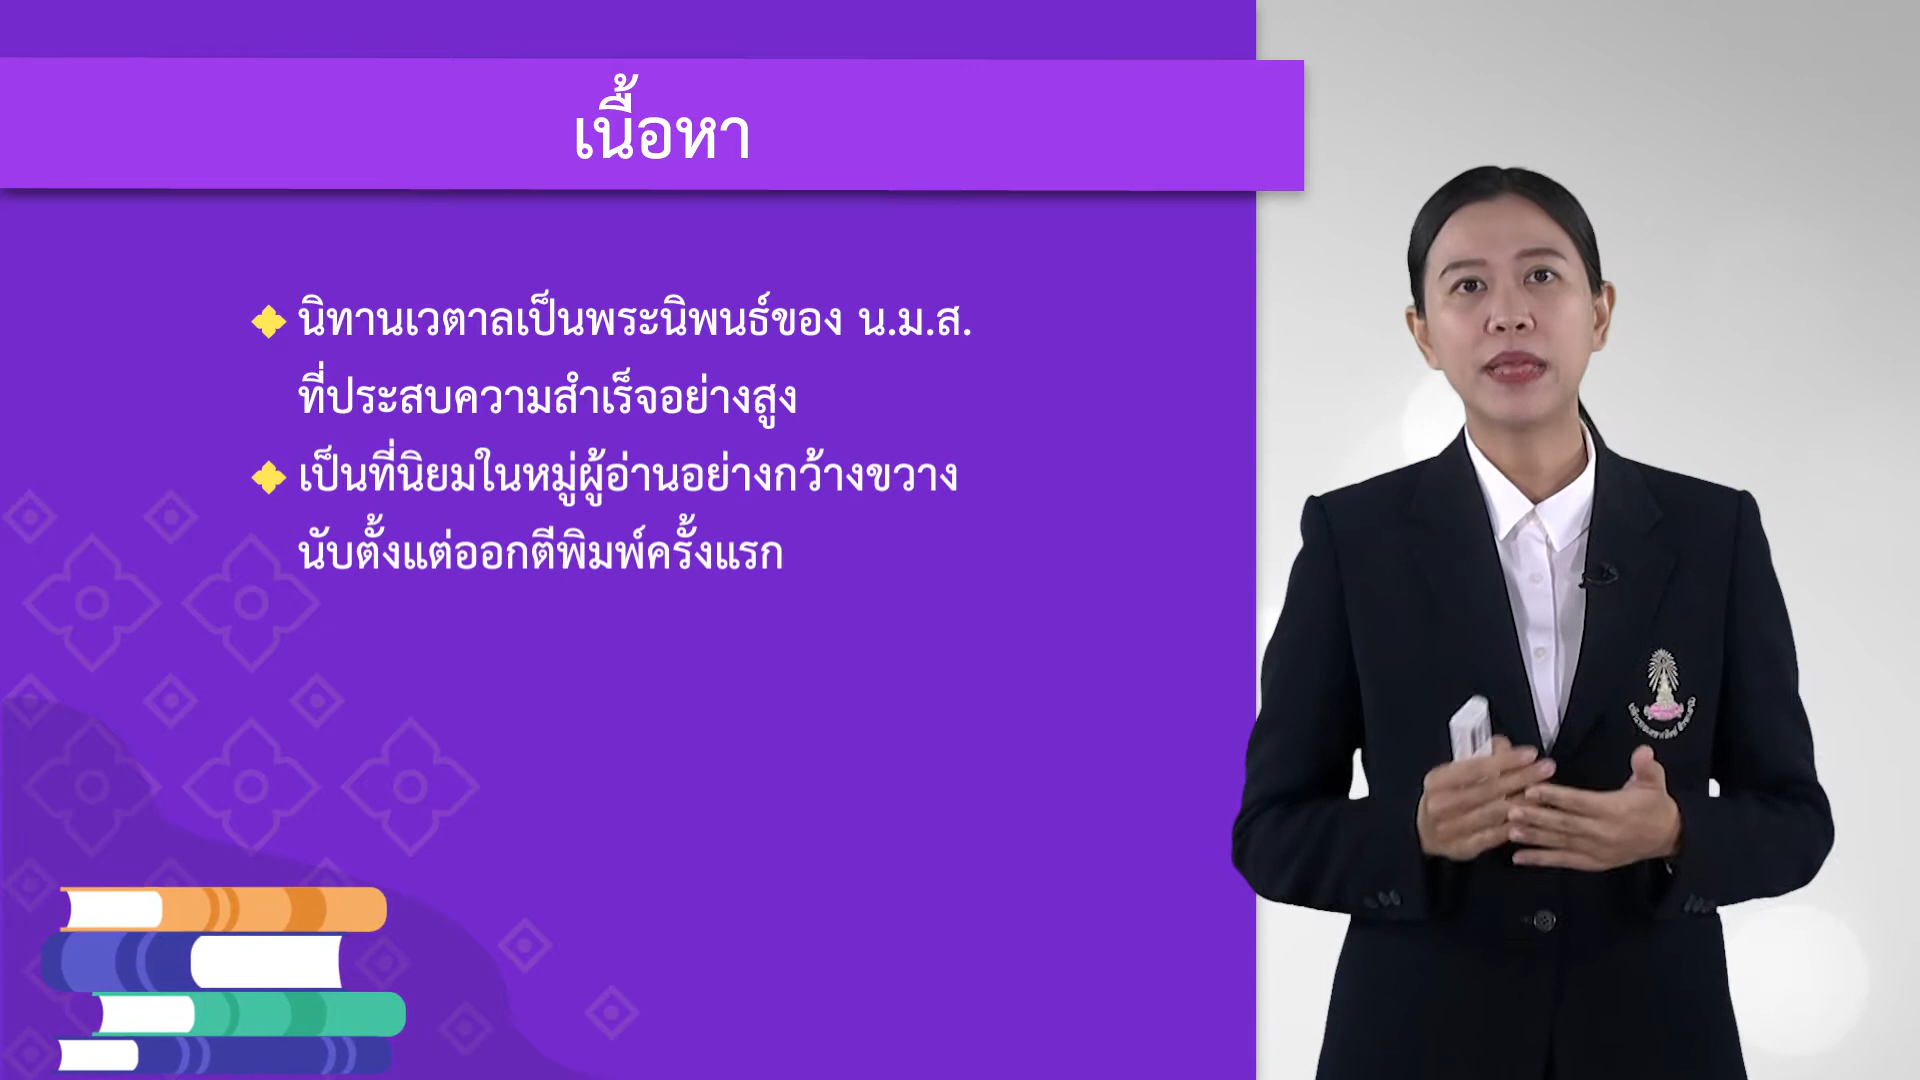 เนื้อหา
นิทานเวตาลเป็นพระนิพนธ์ของ น.ม.ส.
ที่ประสบความสำเร็จอย่างสูง
เป็นที่นิยมในหมู่ผู้อ่านอย่างกว้างขวาง
นับตั้งแต่ออกตีพิมพ์ครั้งแรก